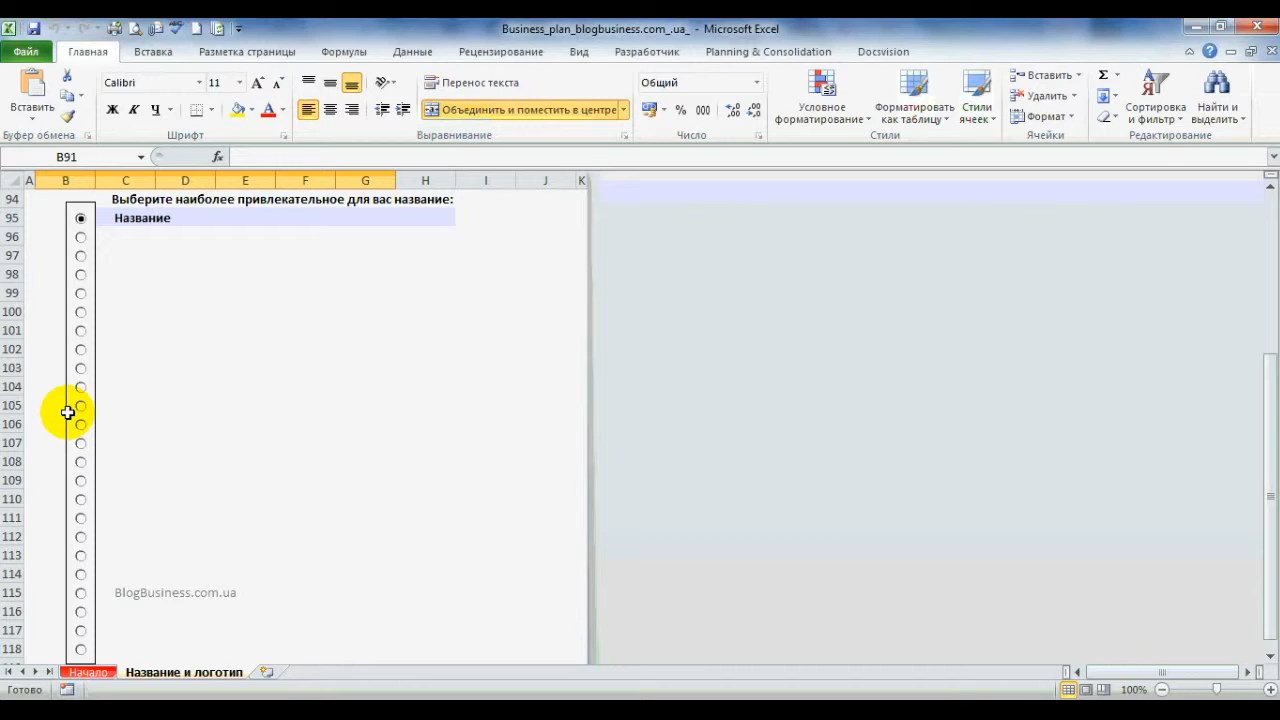 Business_plan_blogbusiness.com_.ua_ - Microsoft Excel
Файл Главная Вставка Разметка страницы Формулы Данные Рецензирование Вид Разработчик Planning & Consolidation Docsvision
Вставить
Буфер обмена
Calibri 11
Ж К Ч
Шрифт
Перенос текста
Объединить и поместить в центре
Выравнивание
Общий
% 000
Число
Условное форматирование
Форматировать как таблицу
Стили ячеек
Стили
Вставить
Удалить
Формат
Ячейки
Сортировка и фильтр
Найти и выделить
Редактирование
B91 fx
A B C D E F G H I J K
94 Выберите наиболее привлекательное для вас название:
95 Название
96
97
98
99
100
101
102
103
104
105
106
107
108
109
110
111
112
113
114
115 BlogBusiness.com.ua
116
117
118
Начало Название и логотип
Готово 100%